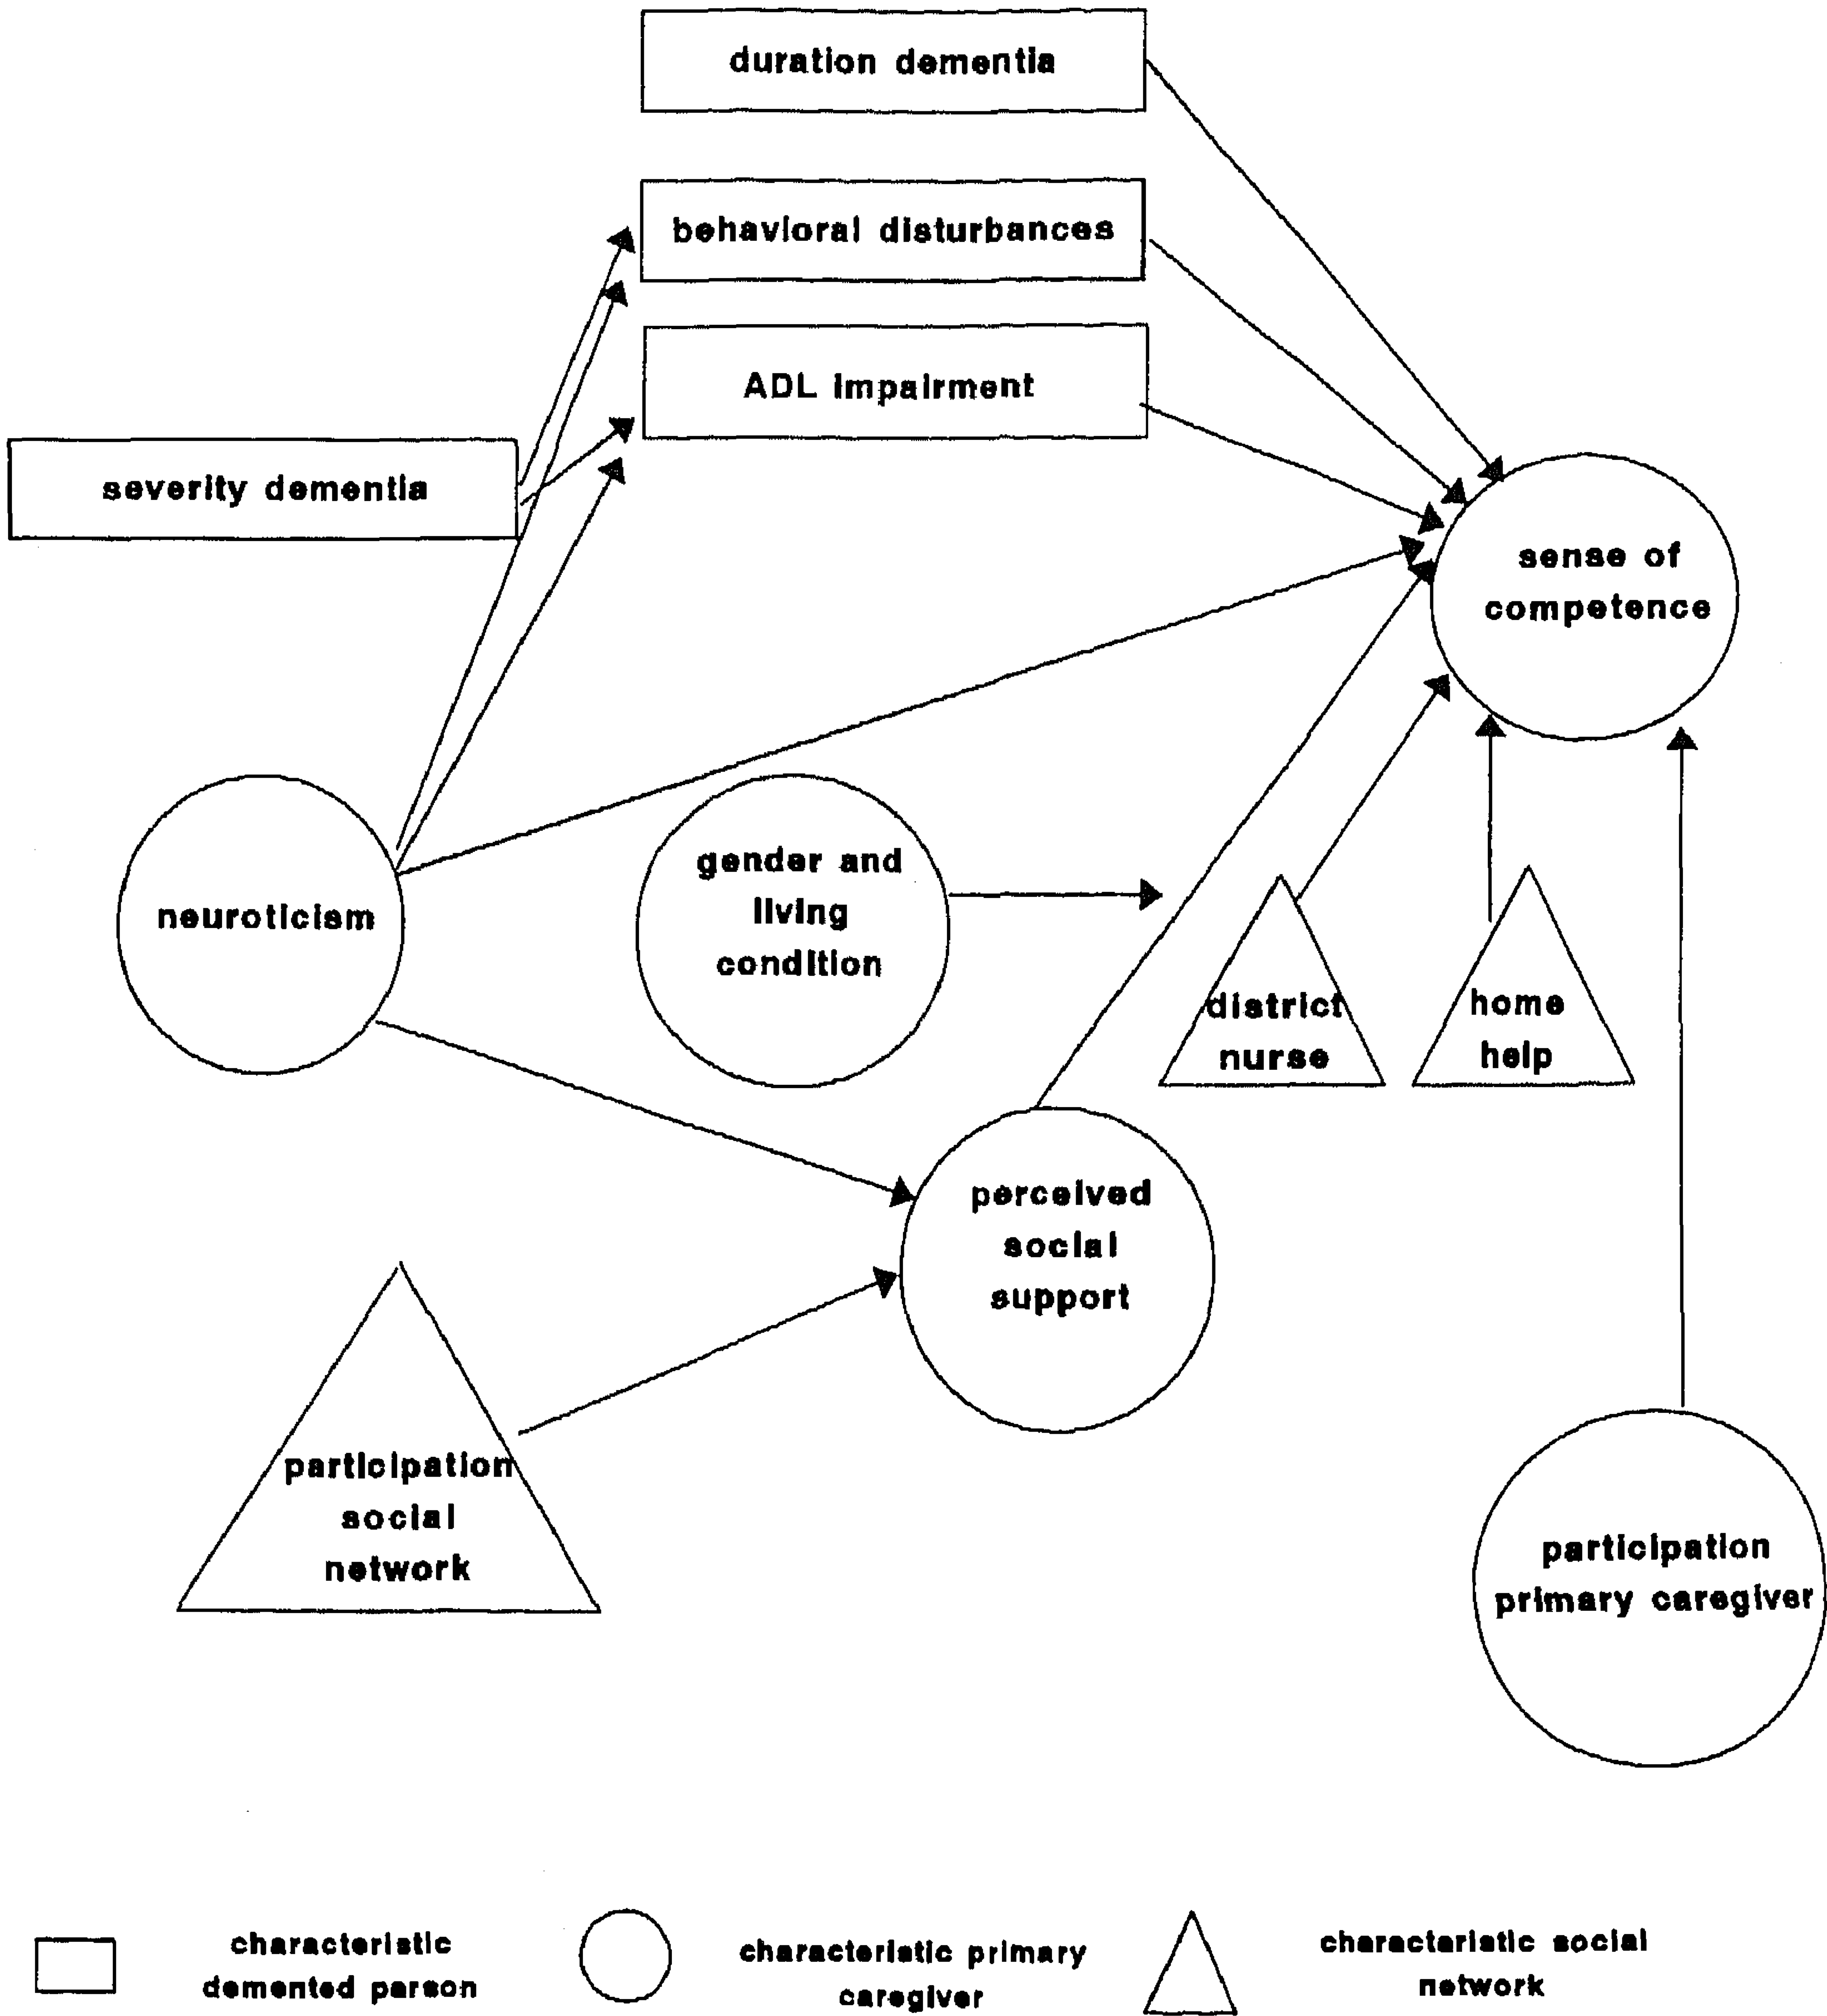 duration dementia
behavioral disturbances
ADL impairment
severity dementia
sense of
competence
neuroticism
gender and
living
condition
district
nurse
home
help
perceived
social
support
participation
social
network
participation
primary caregiver
characteristic
demented person
characteristic primary
caregiver
characteristic social
network